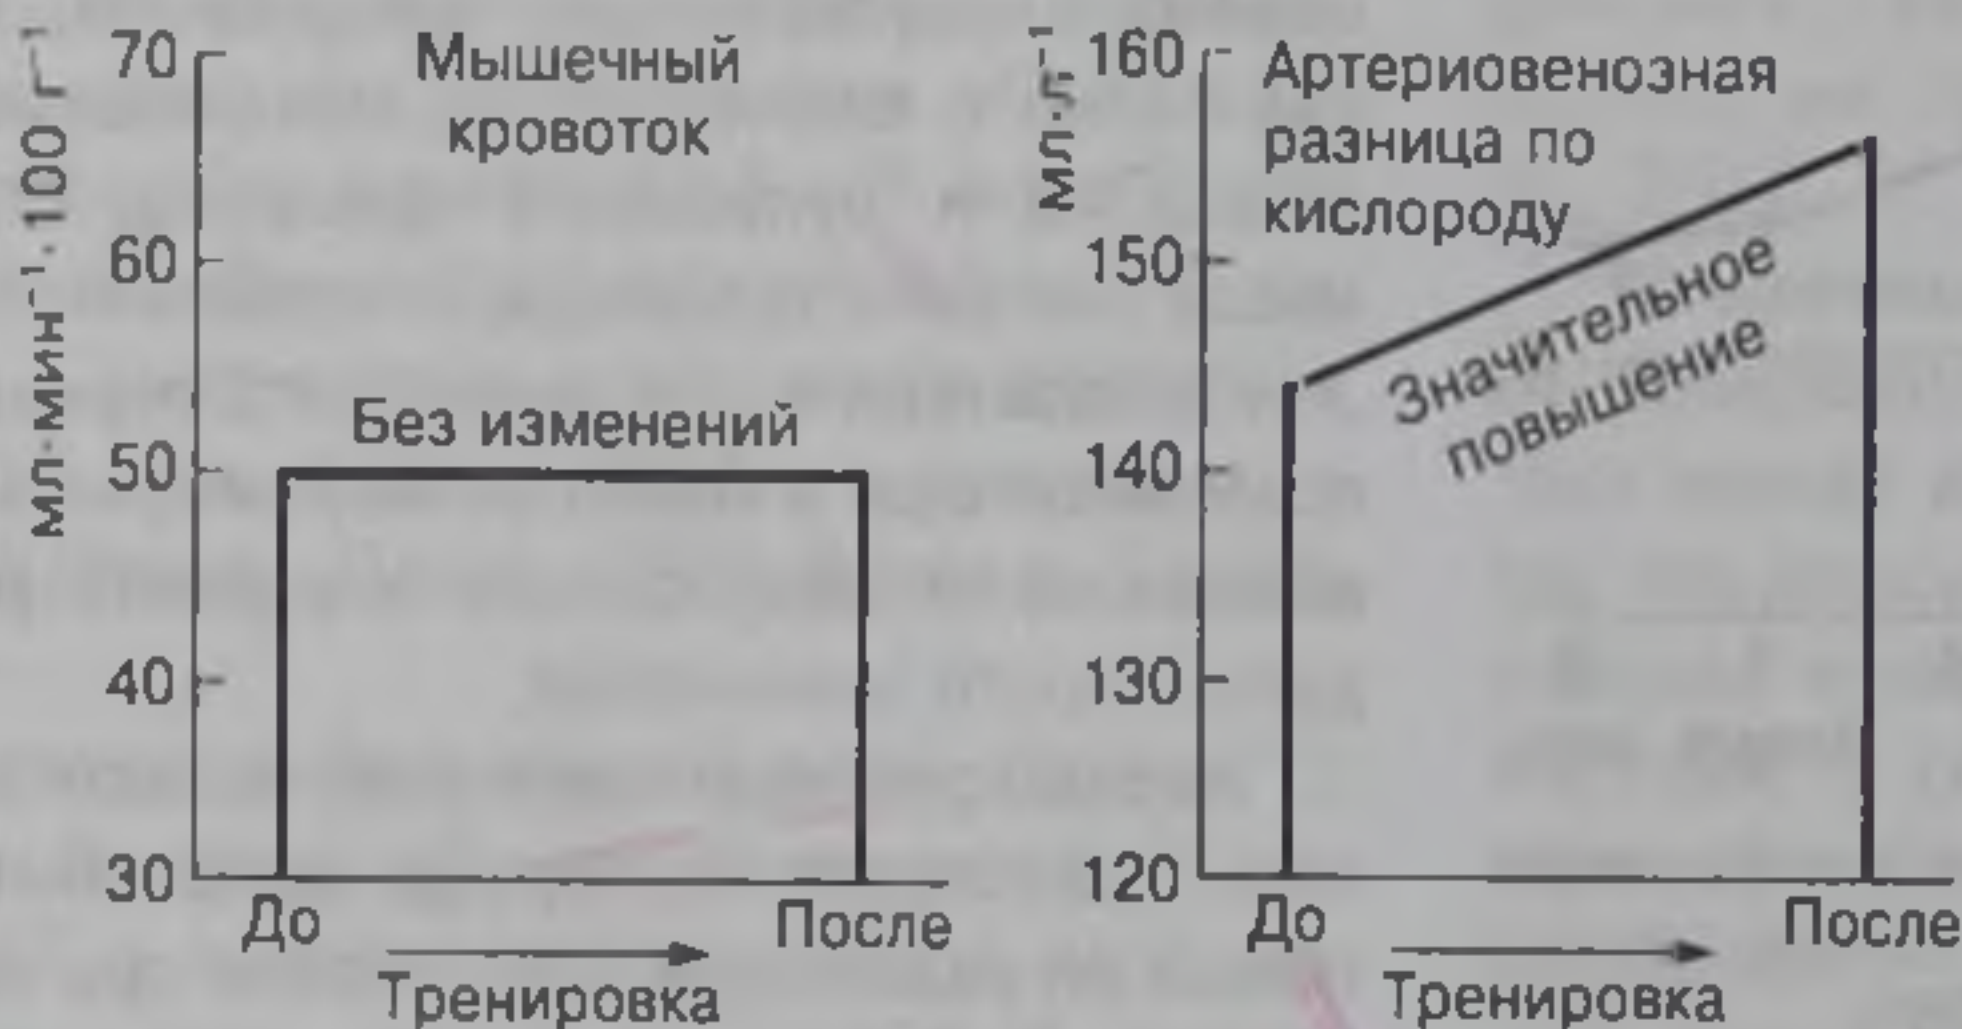 мл·мин⁻¹·100 г⁻¹
70
60
50
40
30
Мышечный
кровоток
Без изменений
До
После
Тренировка
160
150
140
130
120
Артериовенозная
разница по
кислороду
Значительное
повышение
До
После
Тренировка